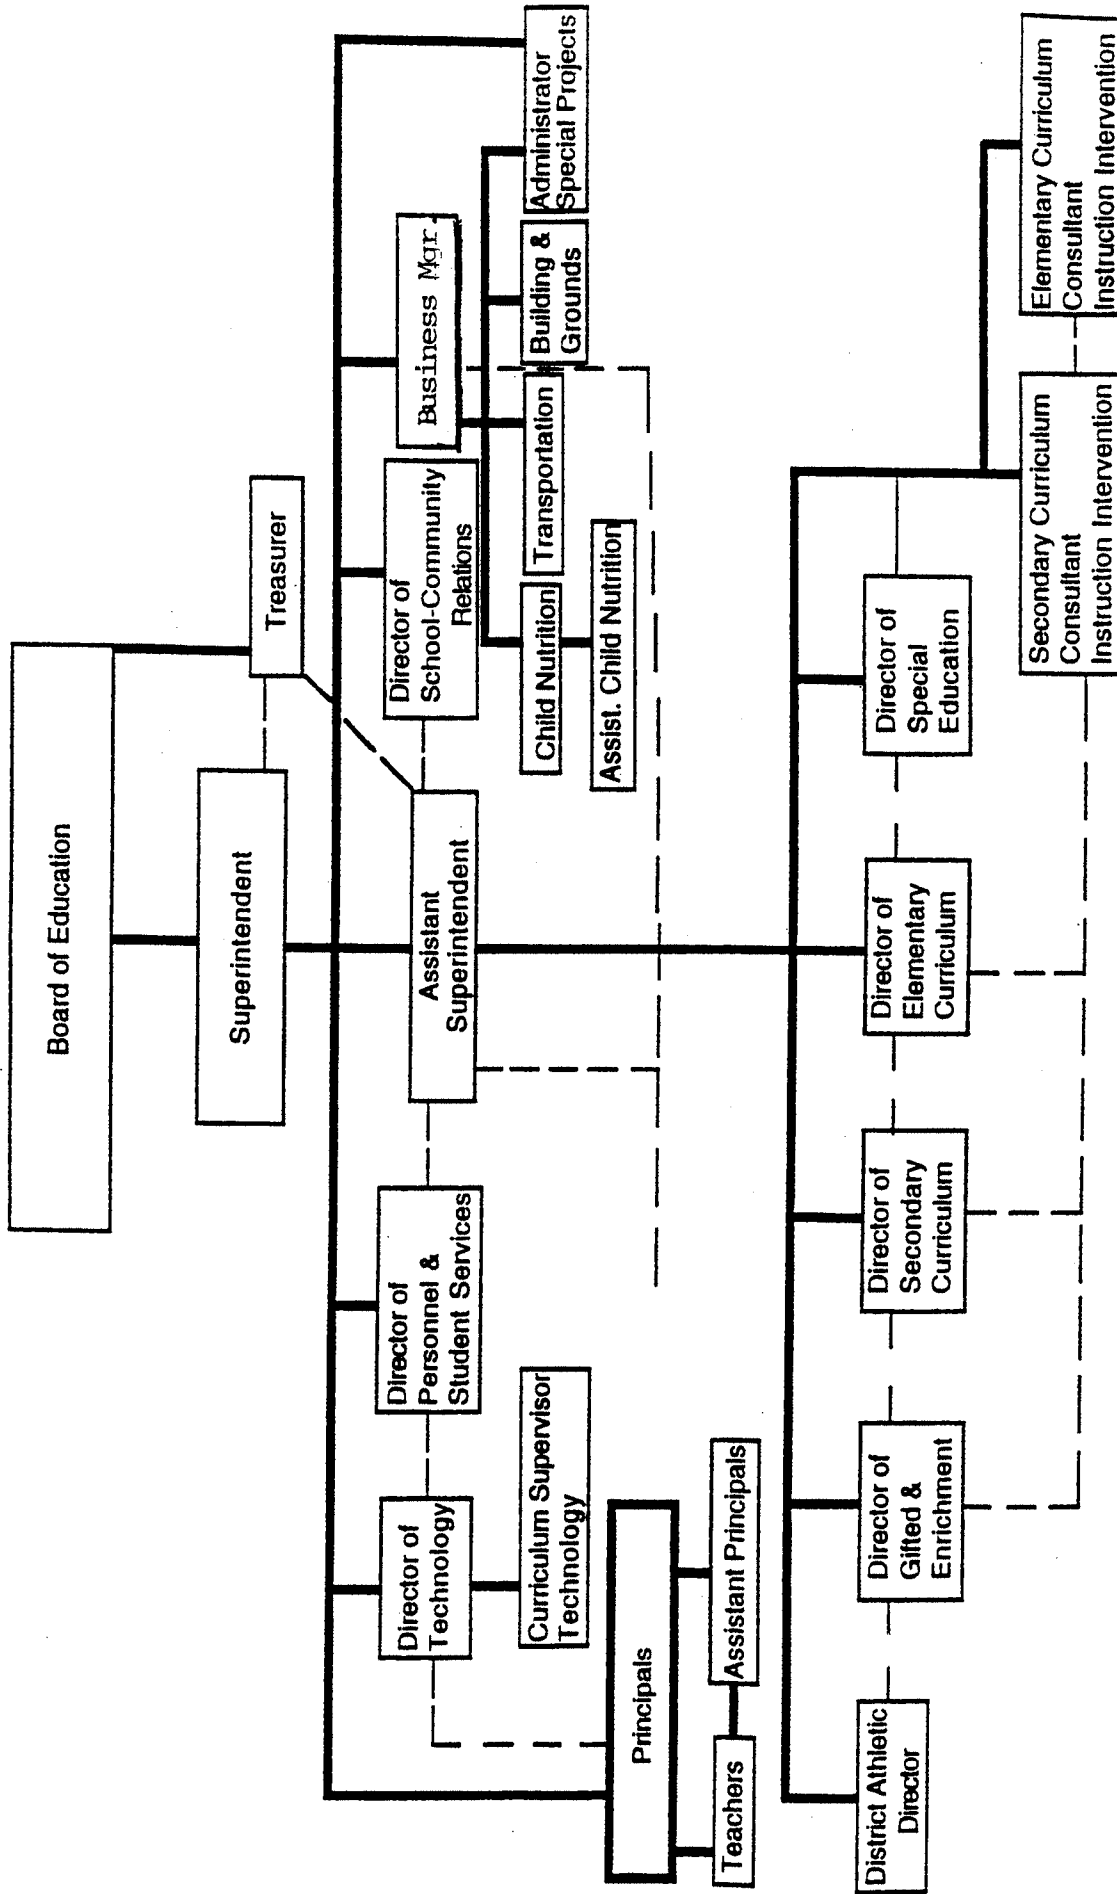 Board of Education
Superintendent
Treasurer
Director of
Technology
Director of
Personnel &
Student Services
Assistant
Superintendent
Director of
School-Community
Relations
Business Mgr.
Administrator
Special Projects
Curriculum Supervisor
Technology
Child Nutrition
Transportation
Building &
Grounds
Assist. Child Nutrition
Principals
Teachers
Assistant Principals
District Athletic
Director
Director of
Gifted &
Enrichment
Director of
Secondary
Curriculum
Director of
Elementary
Curriculum
Director of
Special
Education
Secondary Curriculum
Consultant
Instruction Intervention
Elementary Curriculum
Consultant
Instruction Intervention